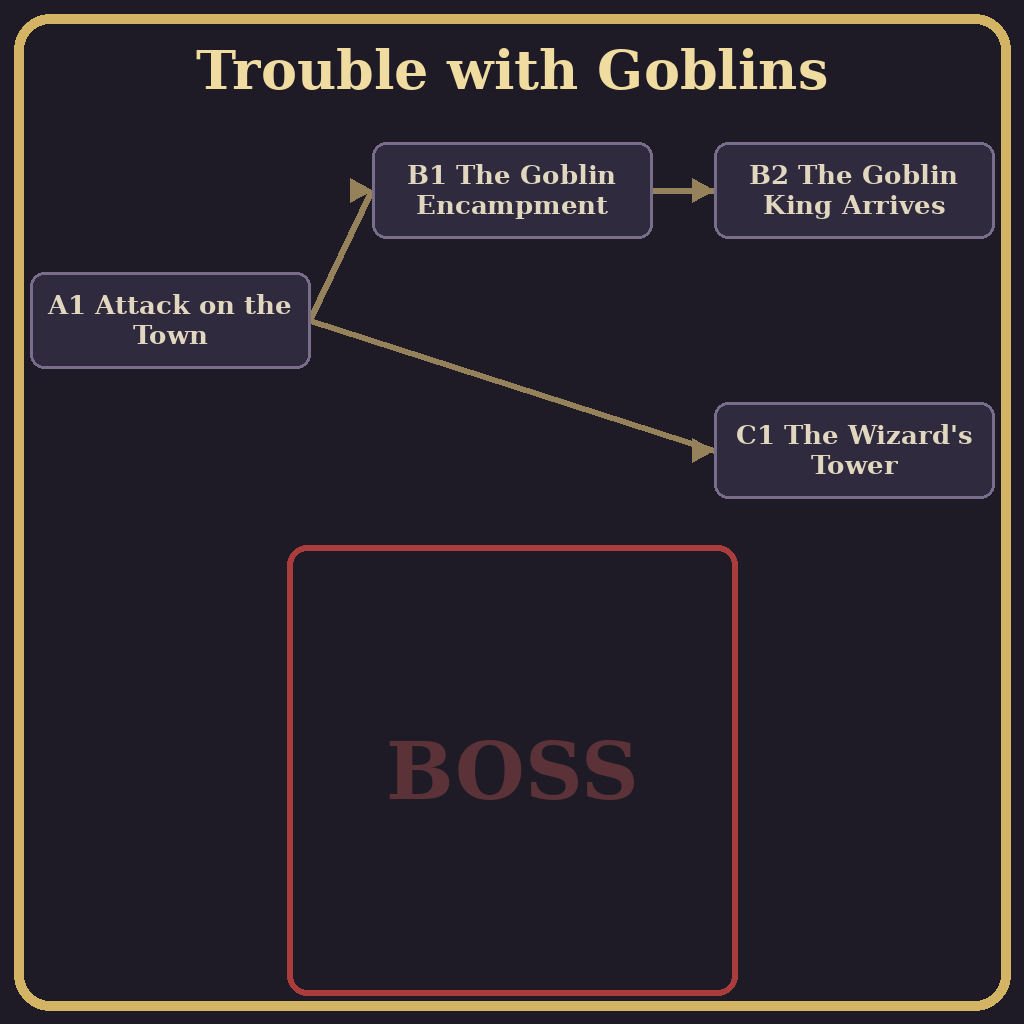 Trouble with Goblins
B1 The Goblin
Encampment
B2 The Goblin
King Arrives
A1 Attack on the
Town
C1 The Wizard's
Tower
BOSS